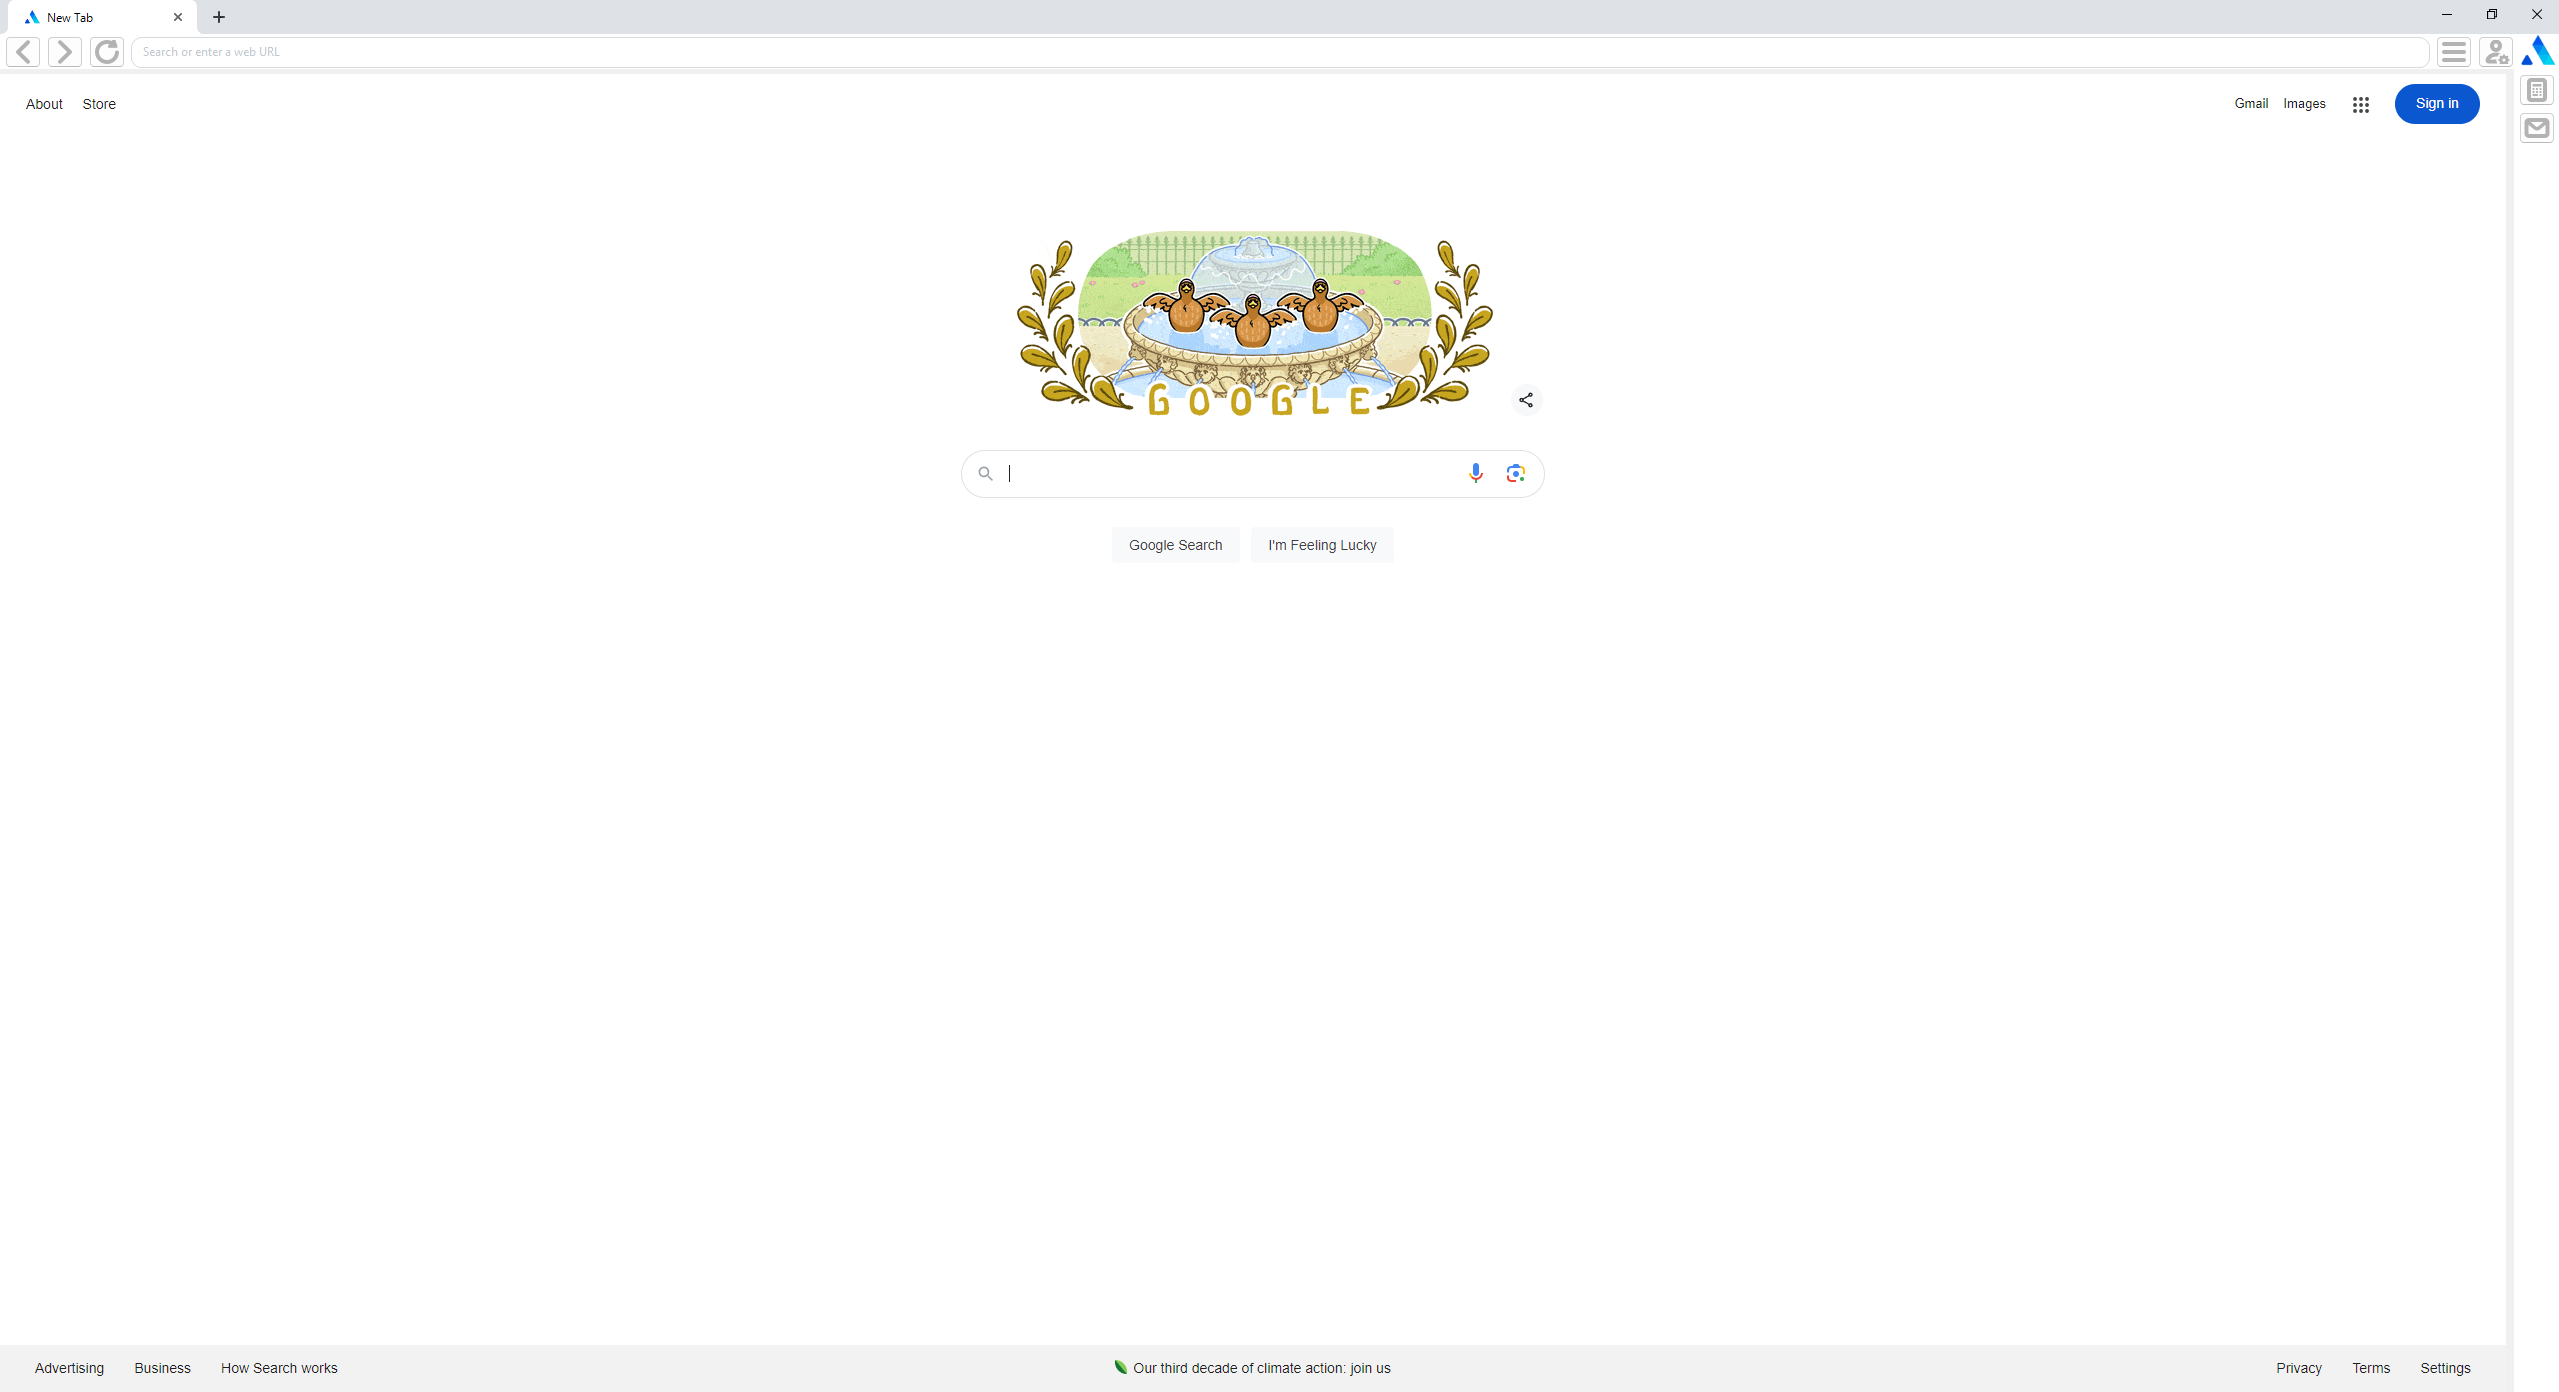 New Tab
Search or enter a web URL
About Store
Gmail Images Sign in
GOOGLE
Google Search I'm Feeling Lucky
Advertising Business How Search works
Our third decade of climate action: join us
Privacy Terms Settings